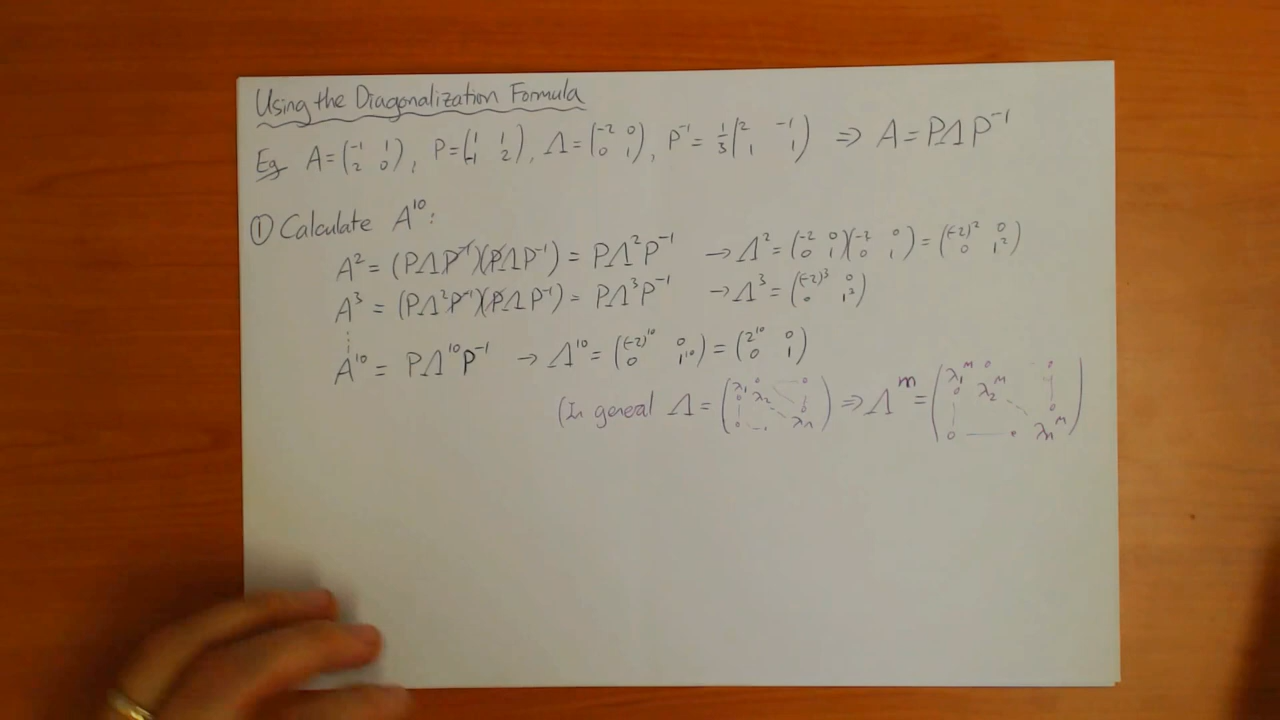 Using the Diagonalization Formula
Eg A = (-1 1; 2 0), P = (1 1; -1 2), Λ = (-2 0; 0 1), P⁻¹ = 1/3 (2 -1; 1 1) ⇒ A = PΛP⁻¹
① Calculate A¹⁰:
A² = (PΛP⁻¹)(PΛP⁻¹) = PΛ²P⁻¹ → Λ² = (-2 0; 0 1)(-2 0; 0 1) = ((-2)² 0; 0 1²)
A³ = (PΛ²P⁻¹)(PΛP⁻¹) = PΛ³P⁻¹ → Λ³ = ((-2)³ 0; 0 1³)
⋮
A¹⁰ = PΛ¹⁰P⁻¹ → Λ¹⁰ = ((-2)¹⁰ 0; 0 1¹⁰) = (2¹⁰ 0; 0 1)
(In general Λ = (λ₁ 0 ⋯ 0; 0 λ₂ ⋱ ⋮; ⋮ ⋱ ⋱ 0; 0 ⋯ 0 λn) ⇒ Λᵐ = (λ₁ᵐ 0 ⋯ 0; 0 λ₂ᵐ ⋱ ⋮; ⋮ ⋱ ⋱ 0; 0 ⋯ 0 λnᵐ)